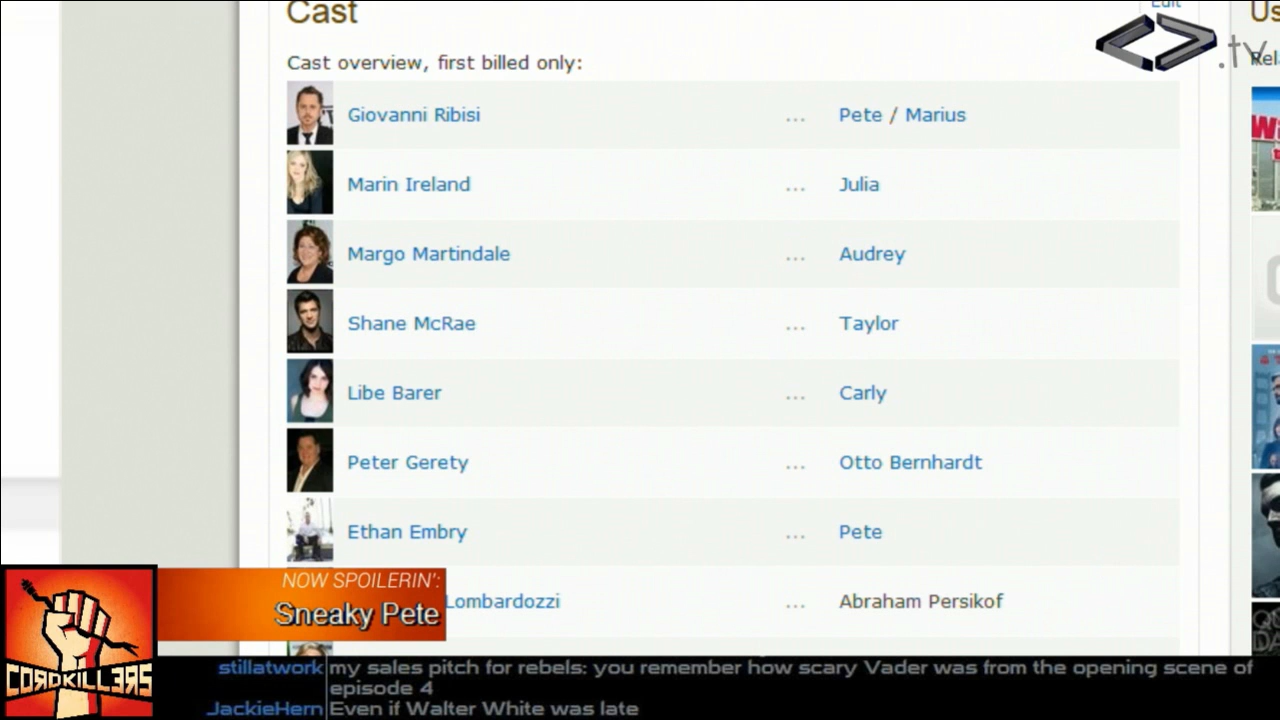 Cast
Edit
Us
.tv
Rela
Cast overview, first billed only:
Giovanni Ribisi ... Pete / Marius
Marin Ireland ... Julia
Margo Martindale ... Audrey
Shane McRae ... Taylor
Libe Barer ... Carly
Peter Gerety ... Otto Bernhardt
Ethan Embry ... Pete
Lombardozzi ... Abraham Persikof
NOW SPOILERIN':
Sneaky Pete
CORDKILL3RS
stillatwork my sales pitch for rebels: you remember how scary Vader was from the opening scene of
episode 4
JackieHern Even if Walter White was late